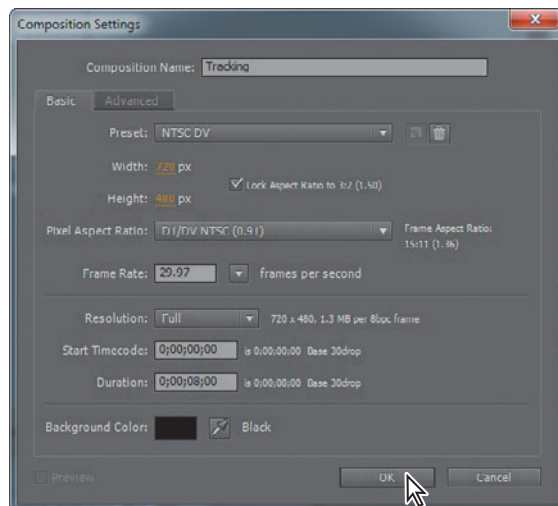 Composition Settings
Composition Name: Tracking
Basic Advanced
Preset: NTSC DV
Width: 720 px
Lock Aspect Ratio to 3:2 (1.50)
Height: 480 px
Pixel Aspect Ratio: D1/DV NTSC (0.91)
Frame Aspect Ratio:
15:11 (1.36)
Frame Rate: 29.97 frames per second
Resolution: Full 720 x 480, 1.3 MB per 8bpc frame
Start Timecode: 0;00;00;00 is 0;00;00;00 Base 30drop
Duration: 0;00;08;00 is 0;00;08;00 Base 30drop
Background Color: Black
Preview OK Cancel